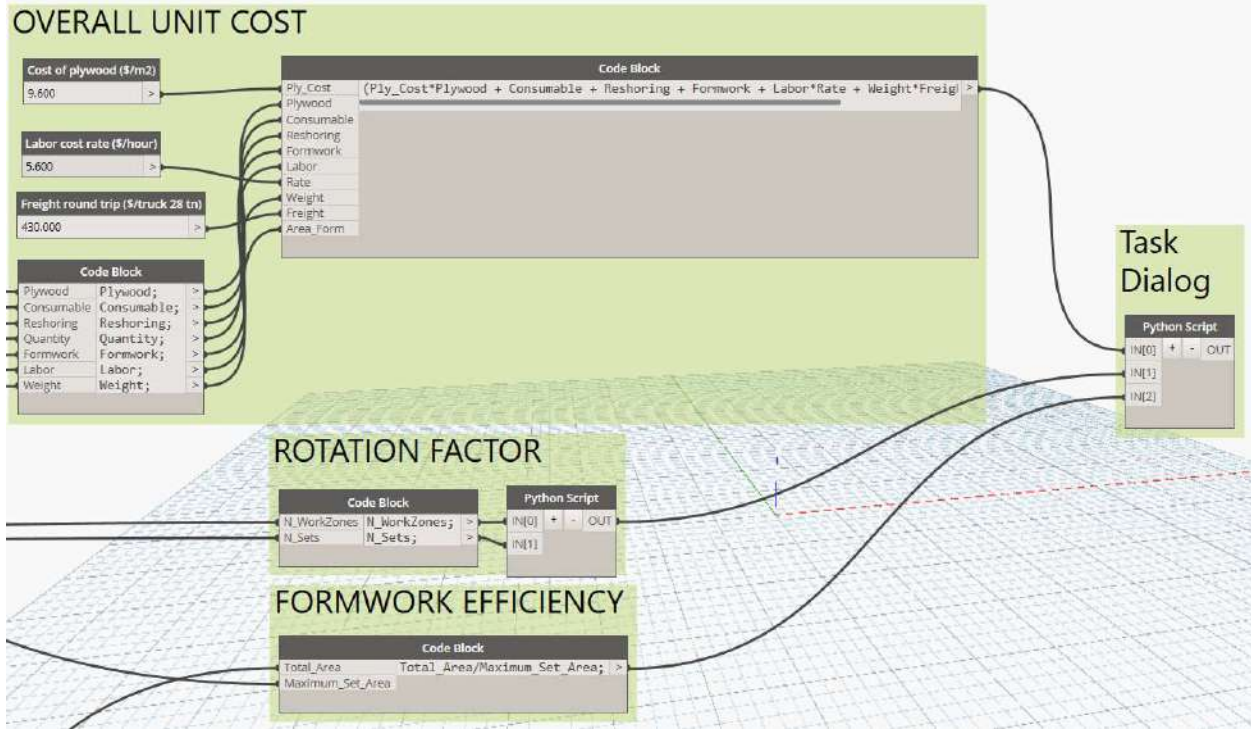 OVERALL UNIT COST
Cost of plywood ($/m2)
9.600 >
Labor cost rate ($/hour)
5.600 >
Freight round trip ($/truck 28 tn)
430.000 >
Code Block
Plywood Plywood; >
Consumable Consumable; >
Reshoring Reshoring; >
Quantity Quantity; >
Formwork Formwork; >
Labor Labor; >
Weight Weight; >
Code Block
Ply_Cost (Ply_Cost*Plywood + Consumable + Reshoring + Formwork + Labor*Rate + Weight*Freig >
Plywood
Consumable
Reshoring
Formwork
Labor
Rate
Weight
Freight
Area_Form
Task
Dialog
Python Script
IN[0] + - OUT
IN[1]
IN[2]
ROTATION FACTOR
Code Block
N_WorkZones N_WorkZones; >
N_Sets N_Sets; >
Python Script
IN[0] + - OUT
IN[1]
FORMWORK EFFICIENCY
Code Block
Total_Area Total_Area/Maximum_Set_Area; >
Maximum_Set_Area